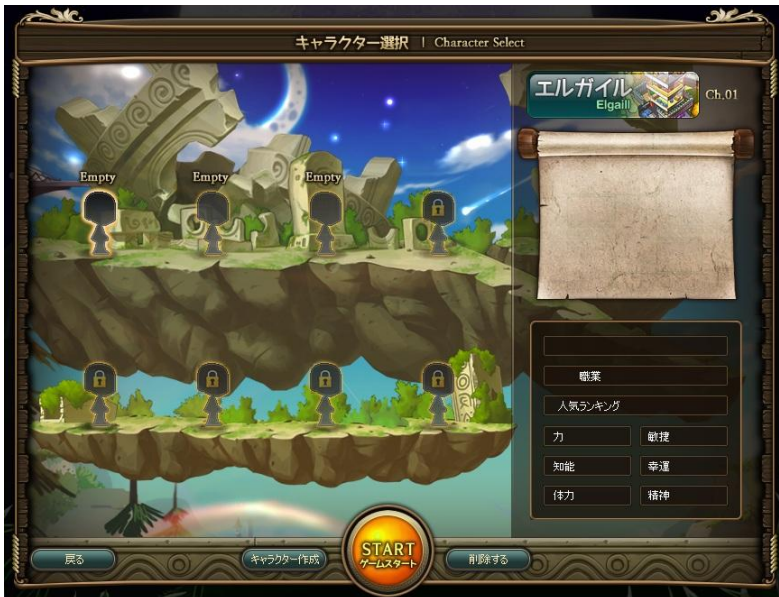 キャラクター選択 | Character Select
エルガイル
Elgaill
Ch.01
Empty
Empty
Empty
職業
人気ランキング
力
敏捷
知能
幸運
体力
精神
戻る
キャラクター作成
START
ゲームスタート
削除する